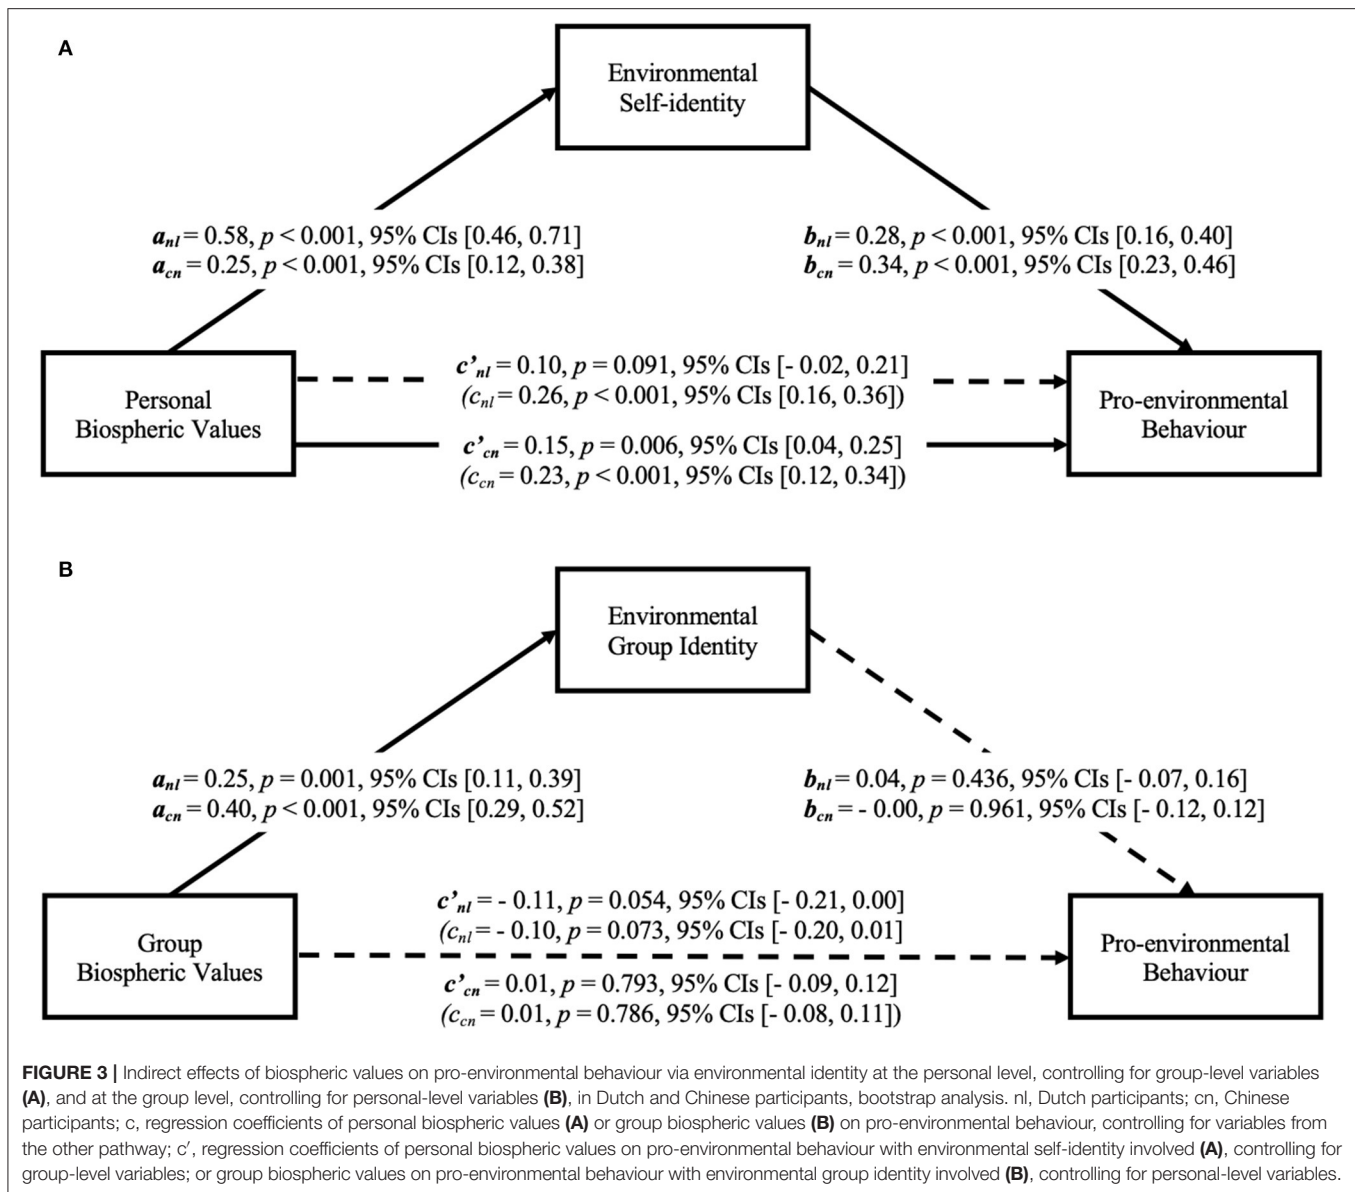 A
Environmental
Self-identity
a_nl = 0.58, p < 0.001, 95% CIs [0.46, 0.71]
a_cn = 0.25, p < 0.001, 95% CIs [0.12, 0.38]
b_nl = 0.28, p < 0.001, 95% CIs [0.16, 0.40]
b_cn = 0.34, p < 0.001, 95% CIs [0.23, 0.46]
Personal
Biospheric Values
c’_nl = 0.10, p = 0.091, 95% CIs [- 0.02, 0.21]
(c_nl = 0.26, p < 0.001, 95% CIs [0.16, 0.36])
c’_cn = 0.15, p = 0.006, 95% CIs [0.04, 0.25]
(c_cn = 0.23, p < 0.001, 95% CIs [0.12, 0.34])
Pro-environmental
Behaviour
B
Environmental
Group Identity
a_nl = 0.25, p = 0.001, 95% CIs [0.11, 0.39]
a_cn = 0.40, p < 0.001, 95% CIs [0.29, 0.52]
b_nl = 0.04, p = 0.436, 95% CIs [- 0.07, 0.16]
b_cn = - 0.00, p = 0.961, 95% CIs [- 0.12, 0.12]
Group
Biospheric Values
c’_nl = - 0.11, p = 0.054, 95% CIs [- 0.21, 0.00]
(c_nl = - 0.10, p = 0.073, 95% CIs [- 0.20, 0.01]
c’_cn = 0.01, p = 0.793, 95% CIs [- 0.09, 0.12]
(c_cn = 0.01, p = 0.786, 95% CIs [- 0.08, 0.11])
Pro-environmental
Behaviour
FIGURE 3 | Indirect effects of biospheric values on pro-environmental behaviour via environmental identity at the personal level, controlling for group-level variables
(A), and at the group level, controlling for personal-level variables (B), in Dutch and Chinese participants, bootstrap analysis. nl, Dutch participants; cn, Chinese
participants; c, regression coefficients of personal biospheric values (A) or group biospheric values (B) on pro-environmental behaviour, controlling for variables from
the other pathway; c′, regression coefficients of personal biospheric values on pro-environmental behaviour with environmental self-identity involved (A), controlling for
group-level variables; or group biospheric values on pro-environmental behaviour with environmental group identity involved (B), controlling for personal-level variables.